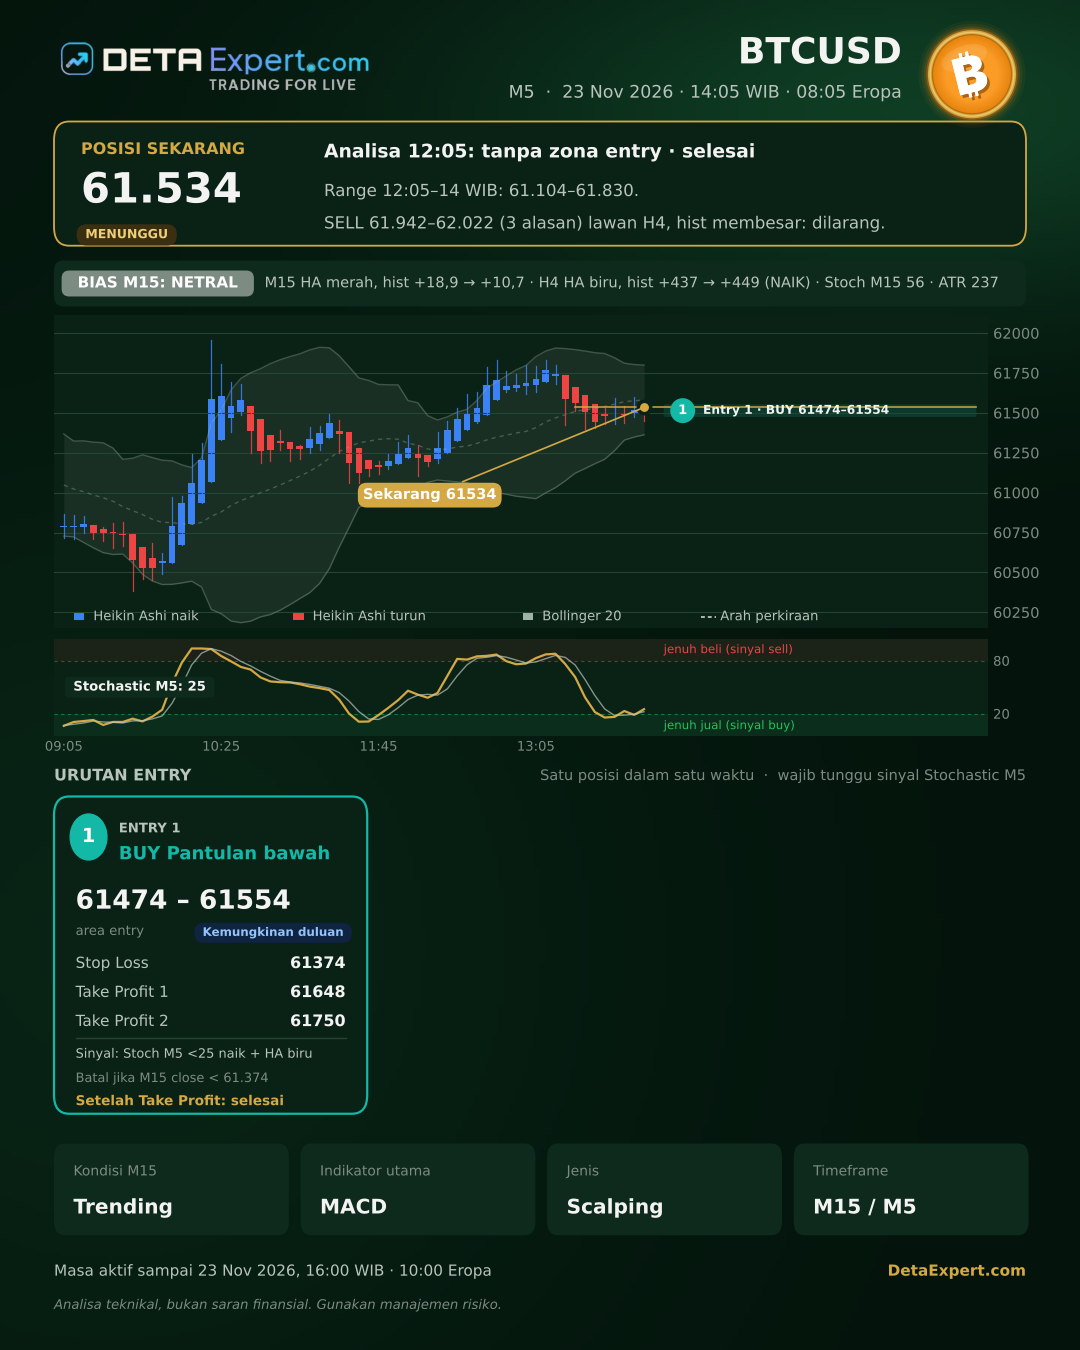 DETA Expert.com
TRADING FOR LIVE
BTCUSD
M5 · 23 Nov 2026 · 14:05 WIB · 08:05 Eropa
POSISI SEKARANG
61.534
MENUNGGU
Analisa 12:05: tanpa zona entry · selesai
Range 12:05–14 WIB: 61.104–61.830.
SELL 61.942–62.022 (3 alasan) lawan H4, hist membesar: dilarang.
BIAS M15: NETRAL
M15 HA merah, hist +18,9 → +10,7 · H4 HA biru, hist +437 → +449 (NAIK) · Stoch M15 56 · ATR 237
62000
61750
61500
61250
61000
60750
60500
60250
1 Entry 1 · BUY 61474-61554
Sekarang 61534
Heikin Ashi naik
Heikin Ashi turun
Bollinger 20
Arah perkiraan
jenuh beli (sinyal sell)
80
Stochastic M5: 25
20
jenuh jual (sinyal buy)
09:05 10:25 11:45 13:05
URUTAN ENTRY
Satu posisi dalam satu waktu · wajib tunggu sinyal Stochastic M5
1
ENTRY 1
BUY Pantulan bawah
61474 – 61554
area entry
Kemungkinan duluan
Stop Loss 61374
Take Profit 1 61648
Take Profit 2 61750
Sinyal: Stoch M5 <25 naik + HA biru
Batal jika M15 close < 61.374
Setelah Take Profit: selesai
Kondisi M15
Trending
Indikator utama
MACD
Jenis
Scalping
Timeframe
M15 / M5
Masa aktif sampai 23 Nov 2026, 16:00 WIB · 10:00 Eropa
DetaExpert.com
Analisa teknikal, bukan saran finansial. Gunakan manajemen risiko.